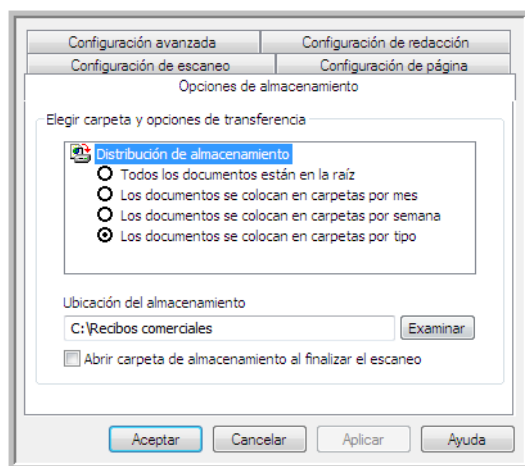 Configuración avanzada
Configuración de redacción
Configuración de escaneo
Configuración de página
Opciones de almacenamiento
Elegir carpeta y opciones de transferencia
Distribución de almacenamiento
Todos los documentos están en la raíz
Los documentos se colocan en carpetas por mes
Los documentos se colocan en carpetas por semana
Los documentos se colocan en carpetas por tipo
Ubicación del almacenamiento
C:\Recibos comerciales
Examinar
Abrir carpeta de almacenamiento al finalizar el escaneo
Aceptar
Cancelar
Aplicar
Ayuda